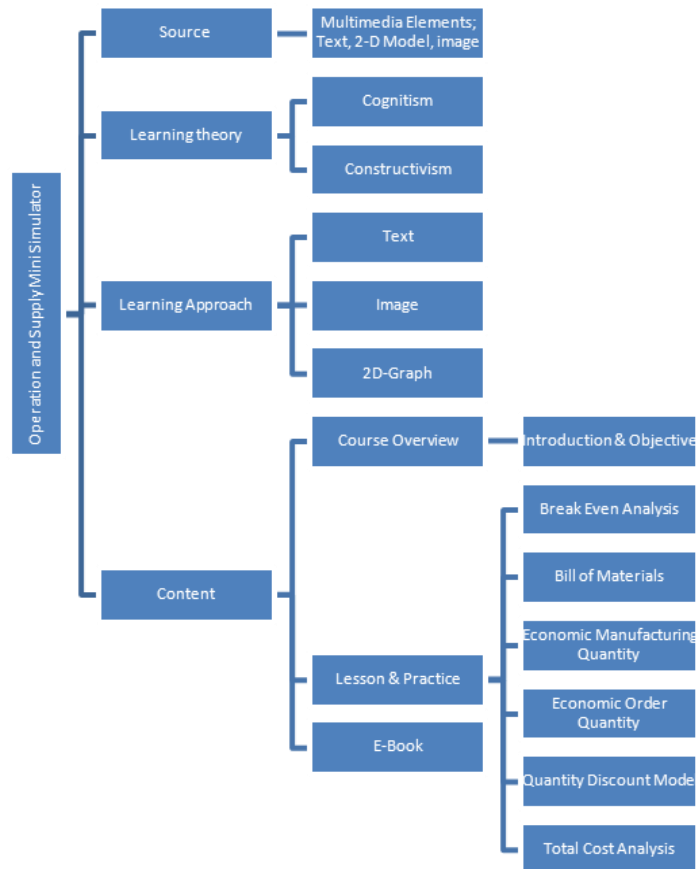 Operation and Supply Mini Simulator
Source
Multimedia Elements;
Text, 2-D Model, image
Learning theory
Cognitism
Constructivism
Learning Approach
Text
Image
2D-Graph
Content
Course Overview
Introduction & Objective
Lesson & Practice
Break Even Analysis
Bill of Materials
Economic Manufacturing
Quantity
Economic Order
Quantity
Quantity Discount Model
Total Cost Analysis
E-Book